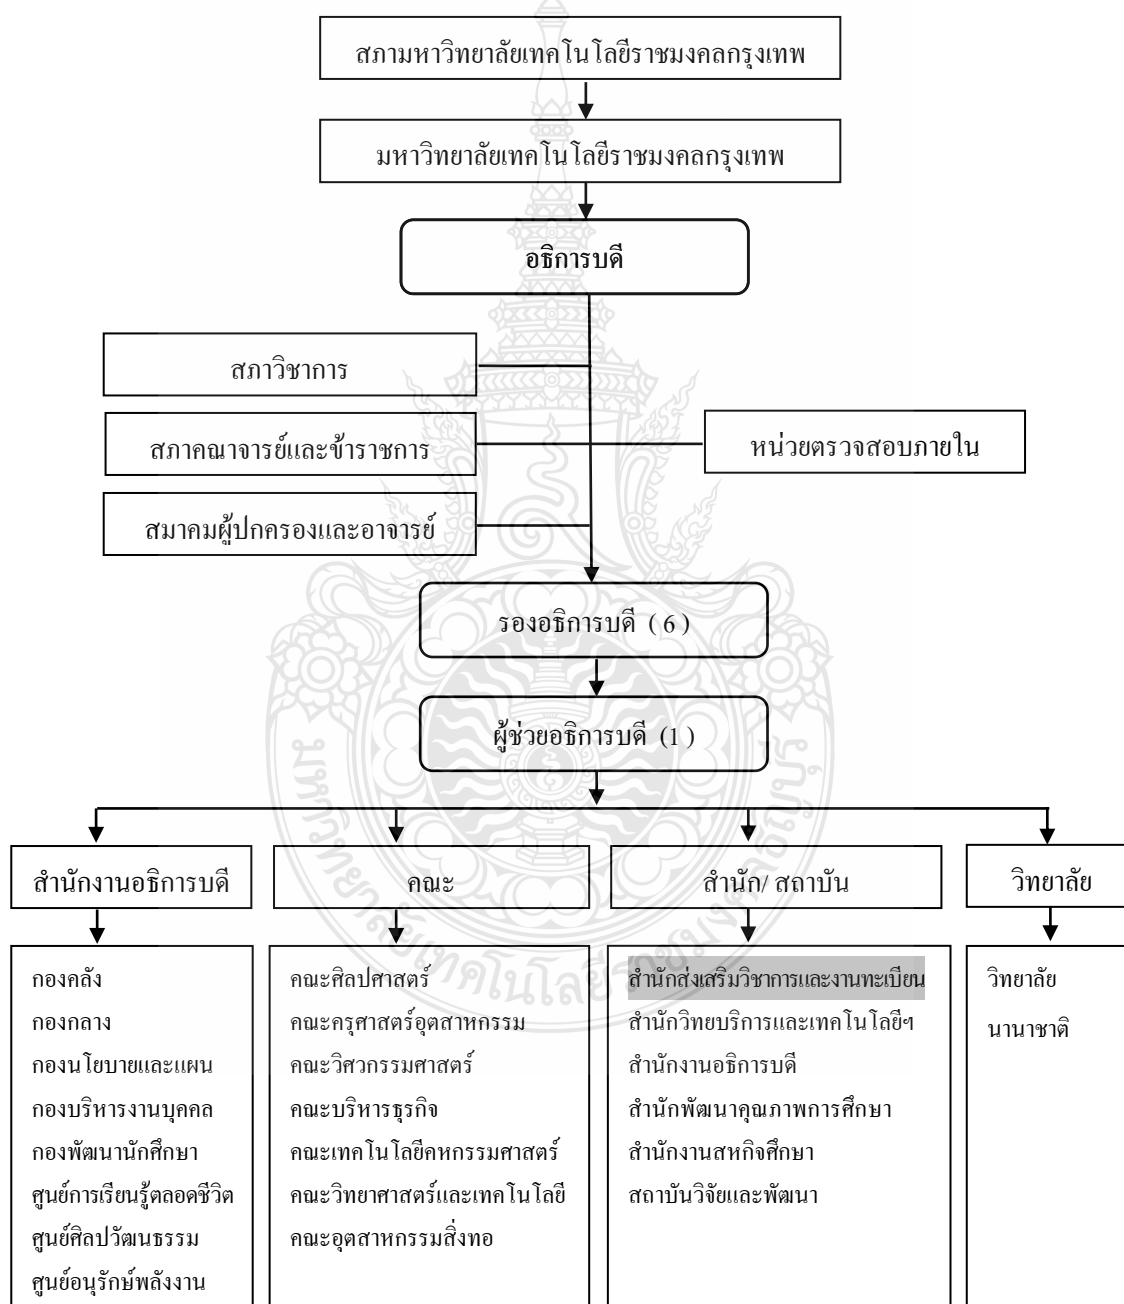 สภามหาวิทยาลัยเทคโนโลยีราชมงคลกรุงเทพ
มหาวิทยาลัยเทคโนโลยีราชมงคลกรุงเทพ
อธิการบดี
สภาวิชาการ
สภาคณาจารย์และข้าราชการ
หน่วยตรวจสอบภายใน
สมาคมผู้ปกครองและอาจารย์
รองอธิการบดี ( 6 )
ผู้ช่วยอธิการบดี (1 )
สำนักงานอธิการบดี
กองคลัง
กองกลาง
กองนโยบายและแผน
กองบริหารงานบุคคล
กองพัฒนานักศึกษา
ศูนย์การเรียนรู้ตลอดชีวิต
ศูนย์ศิลปวัฒนธรรม
ศูนย์อนุรักษ์พลังงาน
คณะ
คณะศิลปศาสตร์
คณะครุศาสตร์อุตสาหกรรม
คณะวิศวกรรมศาสตร์
คณะบริหารธุรกิจ
คณะเทคโนโลยีคหกรรมศาสตร์
คณะวิทยาศาสตร์และเทคโนโลยี
คณะอุตสาหกรรมสิ่งทอ
สำนัก/ สถาบัน
สำนักส่งเสริมวิชาการและงานทะเบียน
สำนักวิทยบริการและเทคโนโลยีฯ
สำนักงานอธิการบดี
สำนักพัฒนาคุณภาพการศึกษา
สำนักงานสหกิจศึกษา
สถาบันวิจัยและพัฒนา
วิทยาลัย
วิทยาลัย
นานาชาติ
มหาวิทยาลัยเทคโนโลยีราชมงคลธัญบุรี